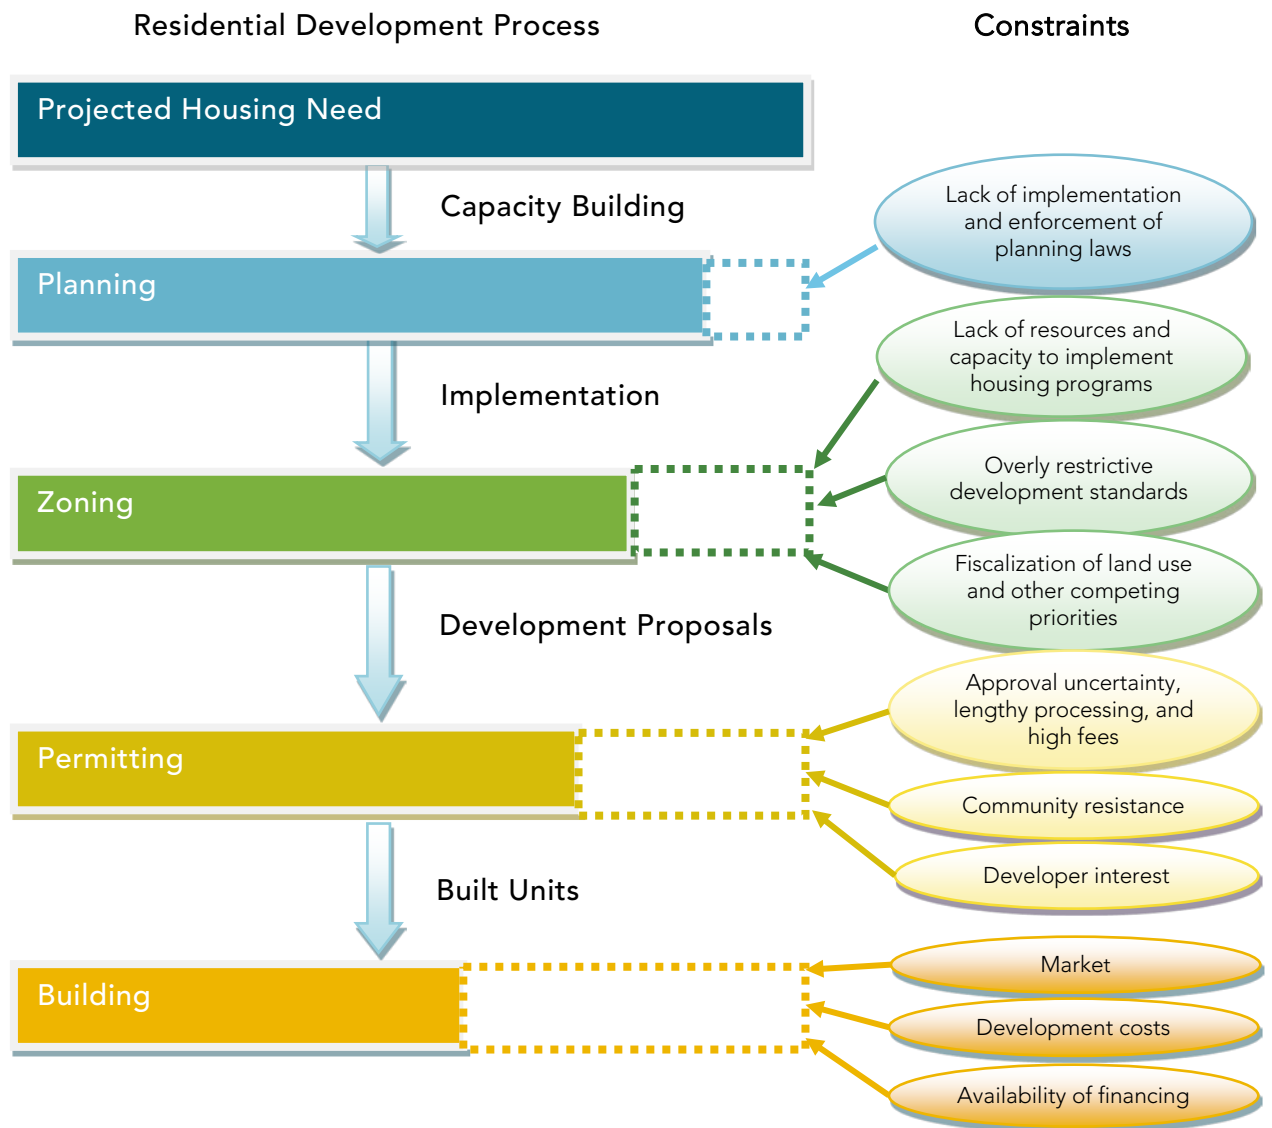 Residential Development Process
Constraints
Projected Housing Need
Capacity Building
Lack of implementation
and enforcement of
planning laws
Planning
Implementation
Lack of resources and
capacity to implement
housing programs
Zoning
Overly restrictive
development standards
Fiscalization of land use
and other competing
priorities
Development Proposals
Permitting
Approval uncertainty,
lengthy processing, and
high fees
Community resistance
Developer interest
Built Units
Building
Market
Development costs
Availability of financing